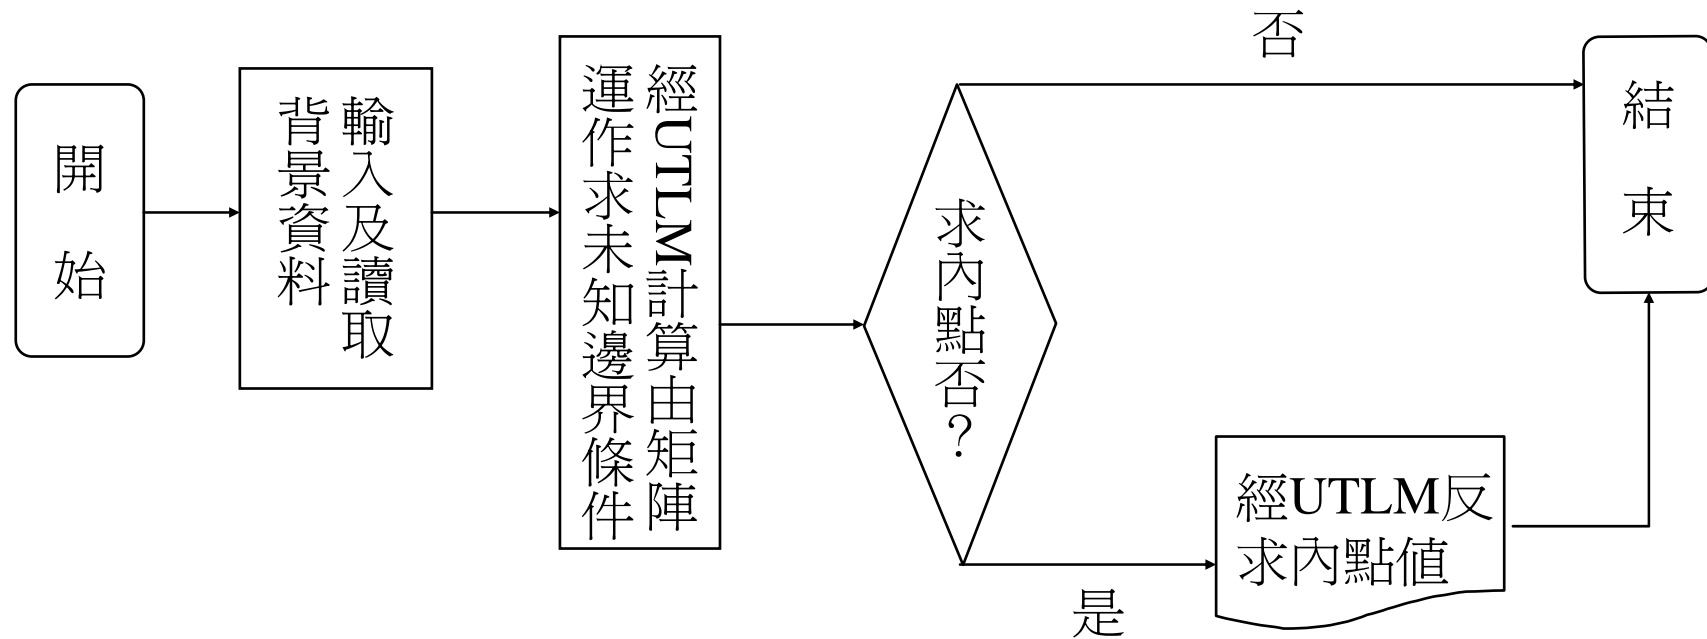 開始
輸入及讀取
背景資料
經UTLM計算由矩陣
運作求未知邊界條件
求內點否？
否
是
經UTLM反
求內點值
結束